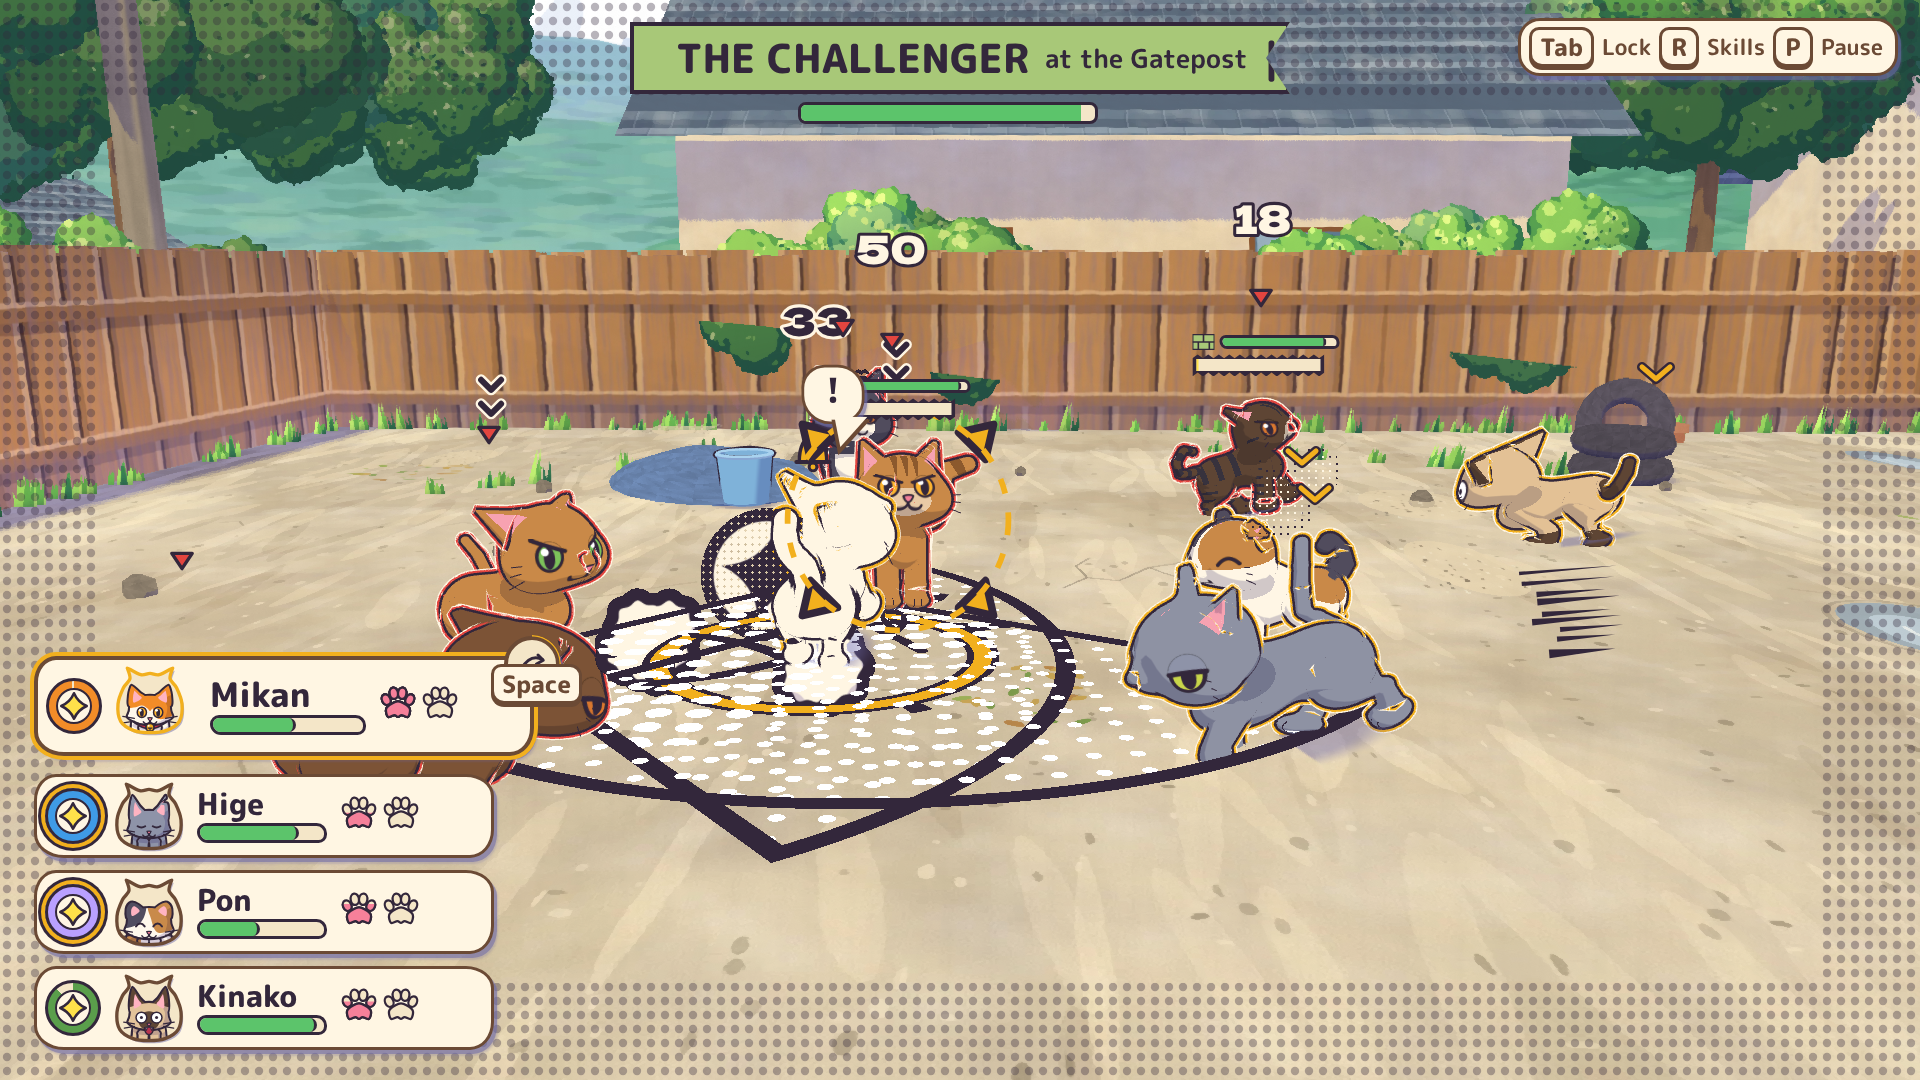 THE CHALLENGER at the Gatepost
Tab Lock R Skills P Pause
18
50
33
!
Space
Mikan
Hige
Pon
Kinako